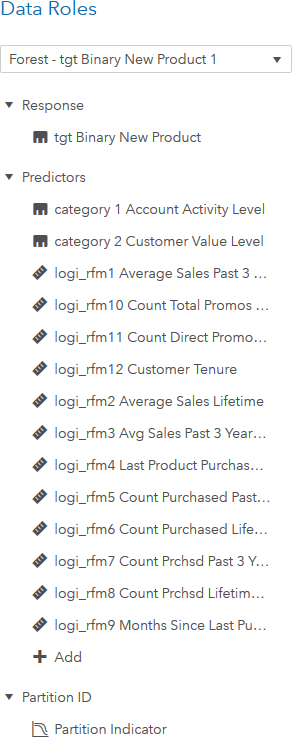 Data Roles
Forest - tgt Binary New Product 1
Response
tgt Binary New Product
Predictors
category 1 Account Activity Level
category 2 Customer Value Level
logi_rfm1 Average Sales Past 3 ...
logi_rfm10 Count Total Promos ...
logi_rfm11 Count Direct Promo...
logi_rfm12 Customer Tenure
logi_rfm2 Average Sales Lifetime
logi_rfm3 Avg Sales Past 3 Year...
logi_rfm4 Last Product Purchas...
logi_rfm5 Count Purchased Past...
logi_rfm6 Count Purchased Life...
logi_rfm7 Count Prchsd Past 3 Y...
logi_rfm8 Count Prchsd Lifetim...
logi_rfm9 Months Since Last Pu...
Add
Partition ID
Partition Indicator